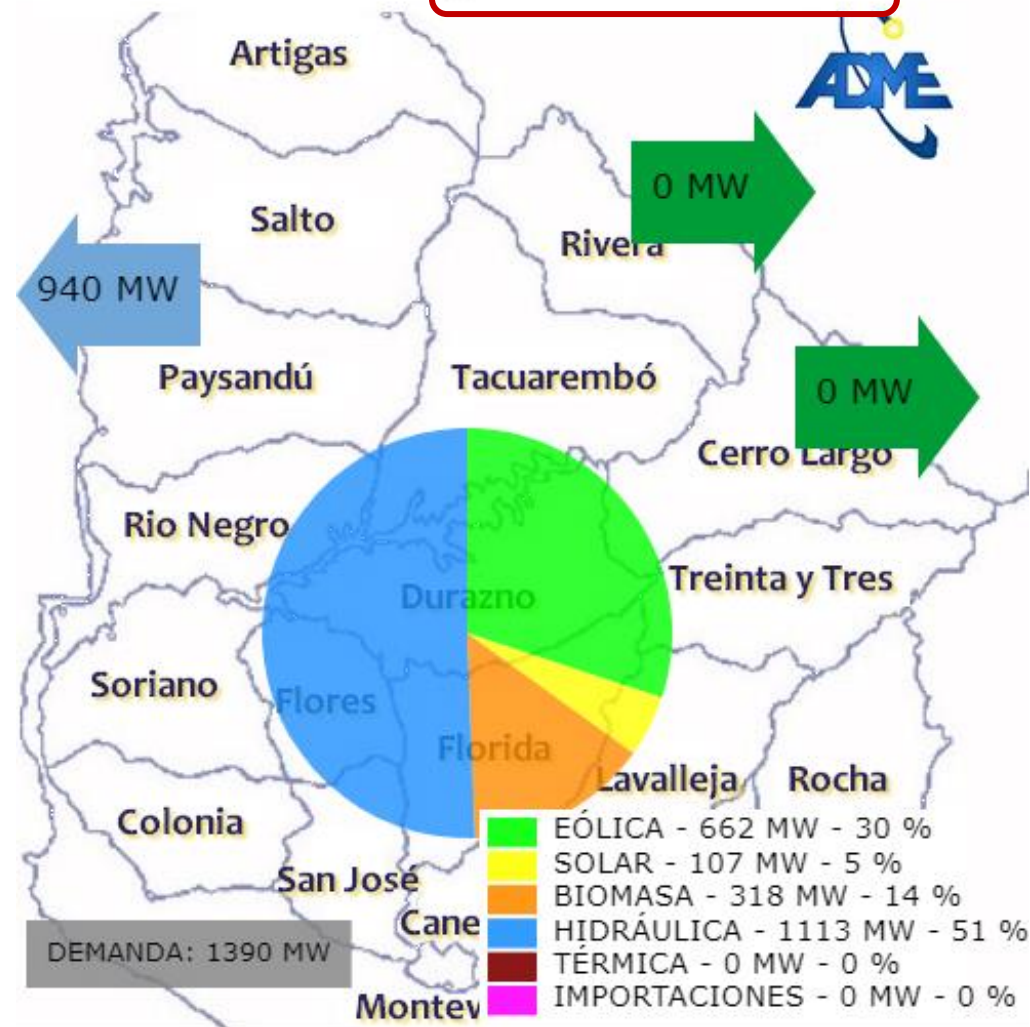 Artigas
ADME
0 MW
Salto
Rivera
940 MW
Paysandú
Tacuarembó
0 MW
Cerro Largo
Rio Negro
Treinta y Tres
Durazno
Soriano
Flores
Florida
Lavalleja
Rocha
Colonia
EÓLICA - 662 MW - 30 %
SOLAR - 107 MW - 5 %
San José
BIOMASA - 318 MW - 14 %
Cane
HIDRÁULICA - 1113 MW - 51 %
DEMANDA: 1390 MW
TÉRMICA - 0 MW - 0 %
Montev
IMPORTACIONES - 0 MW - 0 %